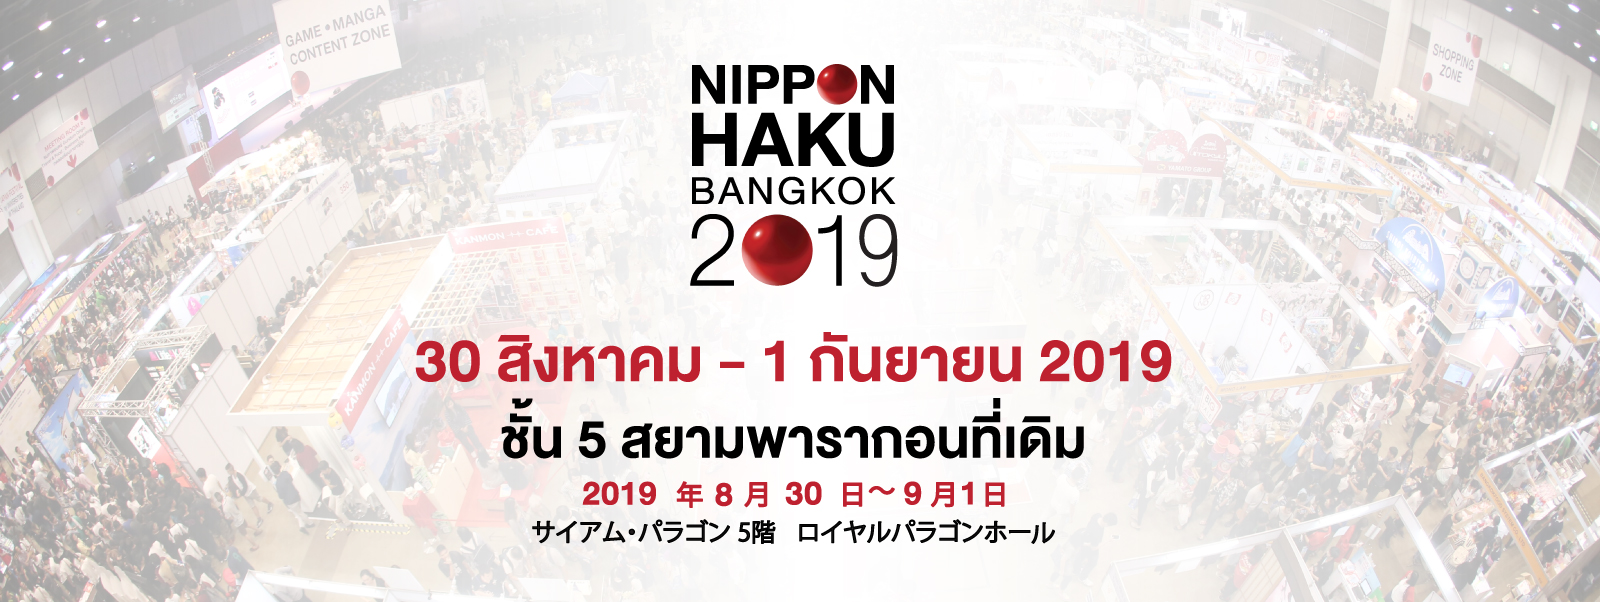 GAME • MANGA
CONTENT ZONE
SHOPPING
ZONE
NIPPON
HAKU
BANGKOK
2019
KANMON ++ CAFE
KANMON ++ CAFE
30 สิงหาคม - 1 กันยายน 2019
ชั้น 5 สยามพารากอนที่เดิม
2019 年 8 月 30 日〜9月1日
サイアム・パラゴン 5階 ロイヤルパラゴンホール